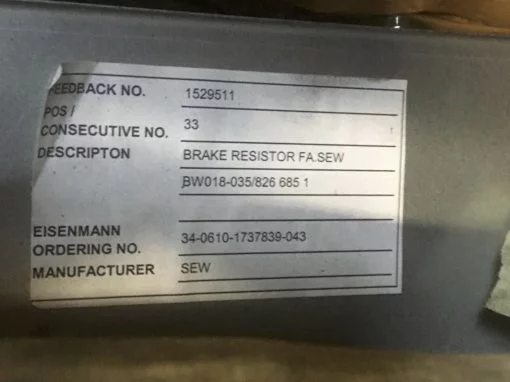 FEEDBACK NO. 1529511
POS /
CONSECUTIVE NO. 33
DESCRIPTON BRAKE RESISTOR FA.SEW
BW018-035/826 685 1
EISENMANN
ORDERING NO. 34-0610-1737839-043
MANUFACTURER SEW